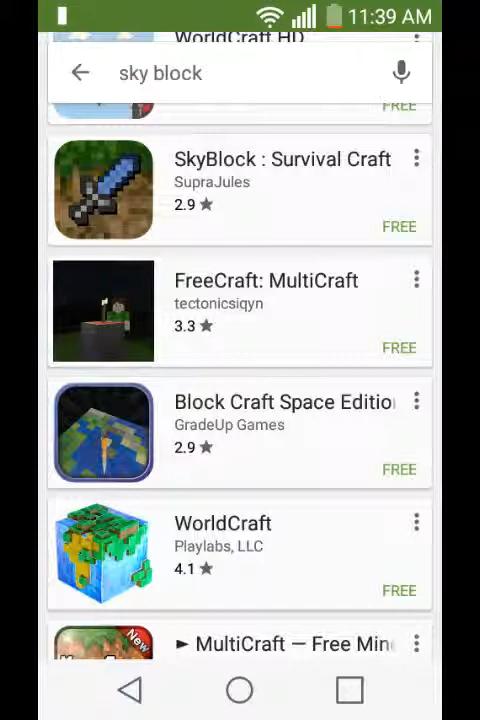 11:39 AM
WorldCraft HD
sky block
FREE
SkyBlock : Survival Craft
SupraJules
2.9
FREE
FreeCraft: MultiCraft
tectonicsiqyn
3.3
FREE
Block Craft Space Editio
GradeUp Games
2.9
FREE
WorldCraft
Playlabs, LLC
4.1
FREE
New
► MultiCraft — Free Min